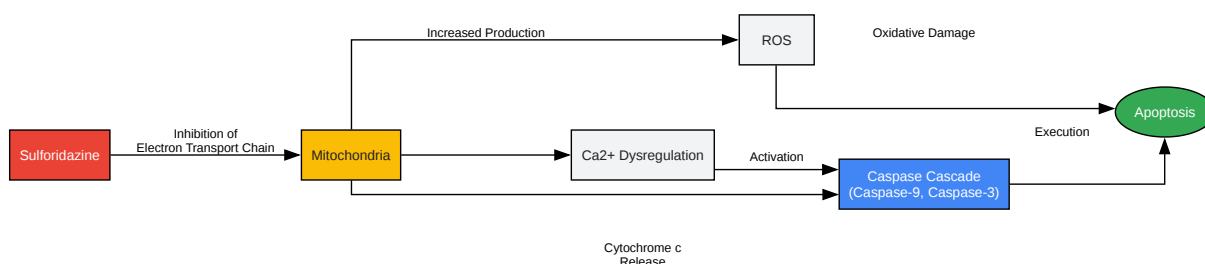 Increased Production
ROS
Oxidative Damage
Apoptosis
Inhibition of
Electron Transport Chain
Execution
Sulforidazine
Mitochondria
Ca2+ Dysregulation
Activation
Caspase Cascade
(Caspase-9, Caspase-3)
Cytochrome c
Release